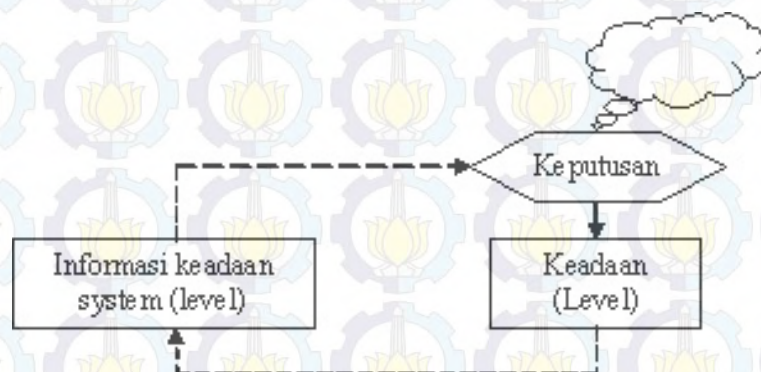 Keputusan
Informasi keadaan
system (level)
Keadaan
(Level)